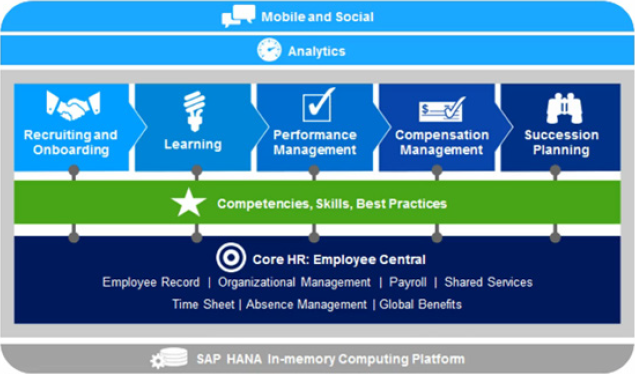 Mobile and Social
Analytics
Recruiting and
Onboarding
Learning
Performance
Management
$
Compensation
Management
Succession
Planning
Competencies, Skills, Best Practices
Core HR: Employee Central
Employee Record | Organizational Management | Payroll | Shared Services
Time Sheet | Absence Management | Global Benefits
SAP HANA In-memory Computing Platform